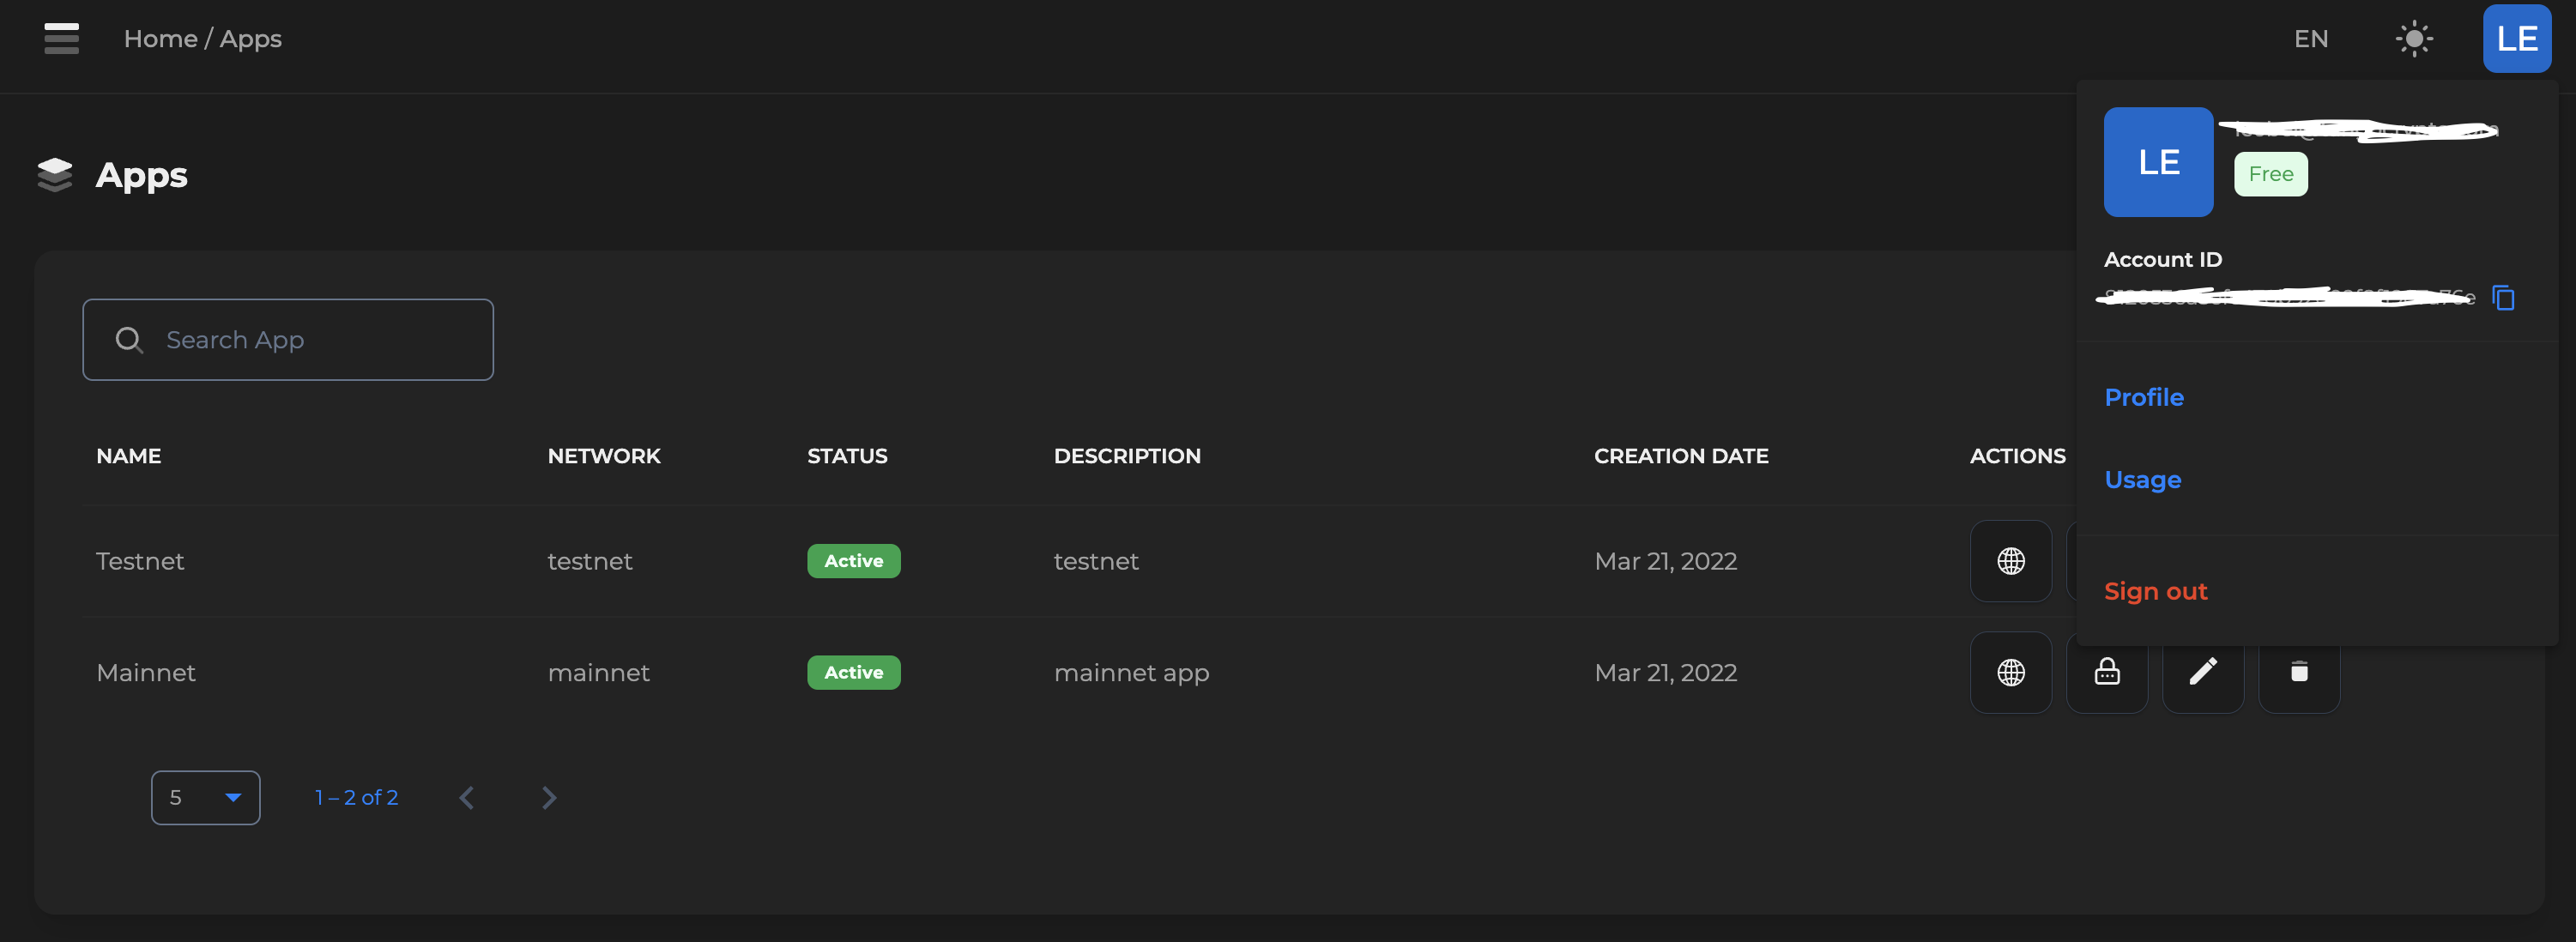 Home / Apps
EN
LE
Apps
LE
Free
Account ID
Search App
Profile
Usage
Sign out
NAME NETWORK STATUS DESCRIPTION CREATION DATE ACTIONS
Testnet testnet Active testnet Mar 21, 2022
Mainnet mainnet Active mainnet app Mar 21, 2022
5 1 – 2 of 2